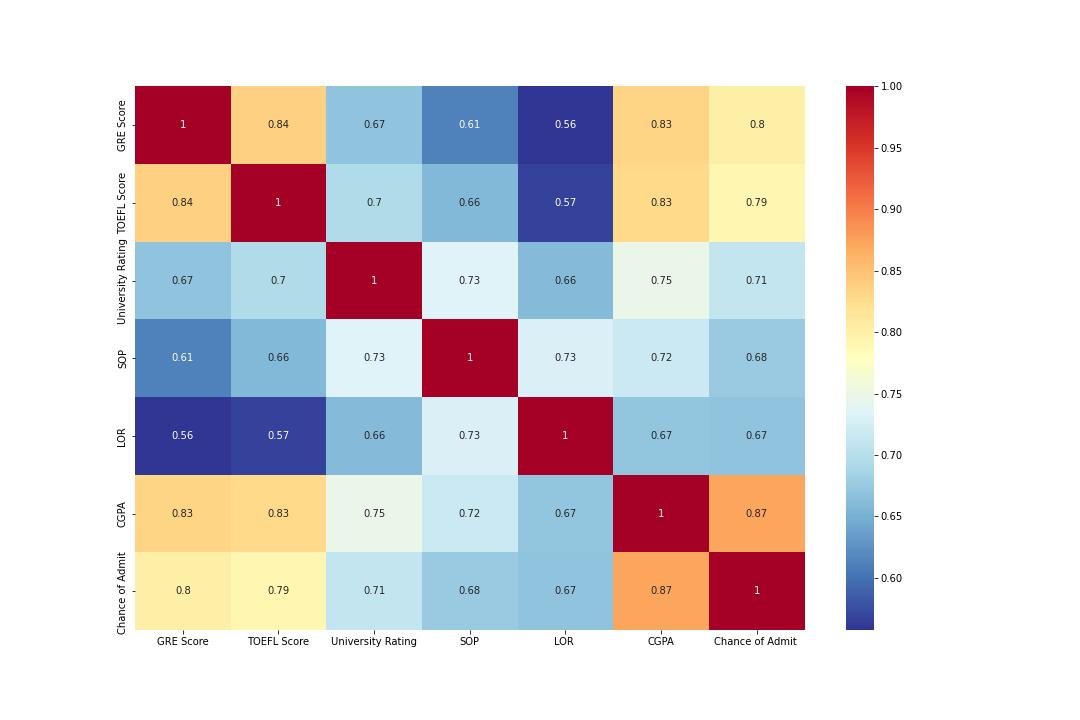 GRE Score 1 0.84 0.67 0.61 0.56 0.83 0.8
TOEFL Score 0.84 1 0.7 0.66 0.57 0.83 0.79
University Rating 0.67 0.7 1 0.73 0.66 0.75 0.71
SOP 0.61 0.66 0.73 1 0.73 0.72 0.68
LOR 0.56 0.57 0.66 0.73 1 0.67 0.67
CGPA 0.83 0.83 0.75 0.72 0.67 1 0.87
Chance of Admit 0.8 0.79 0.71 0.68 0.67 0.87 1
GRE Score TOEFL Score University Rating SOP LOR CGPA Chance of Admit
1.00
0.95
0.90
0.85
0.80
0.75
0.70
0.65
0.60